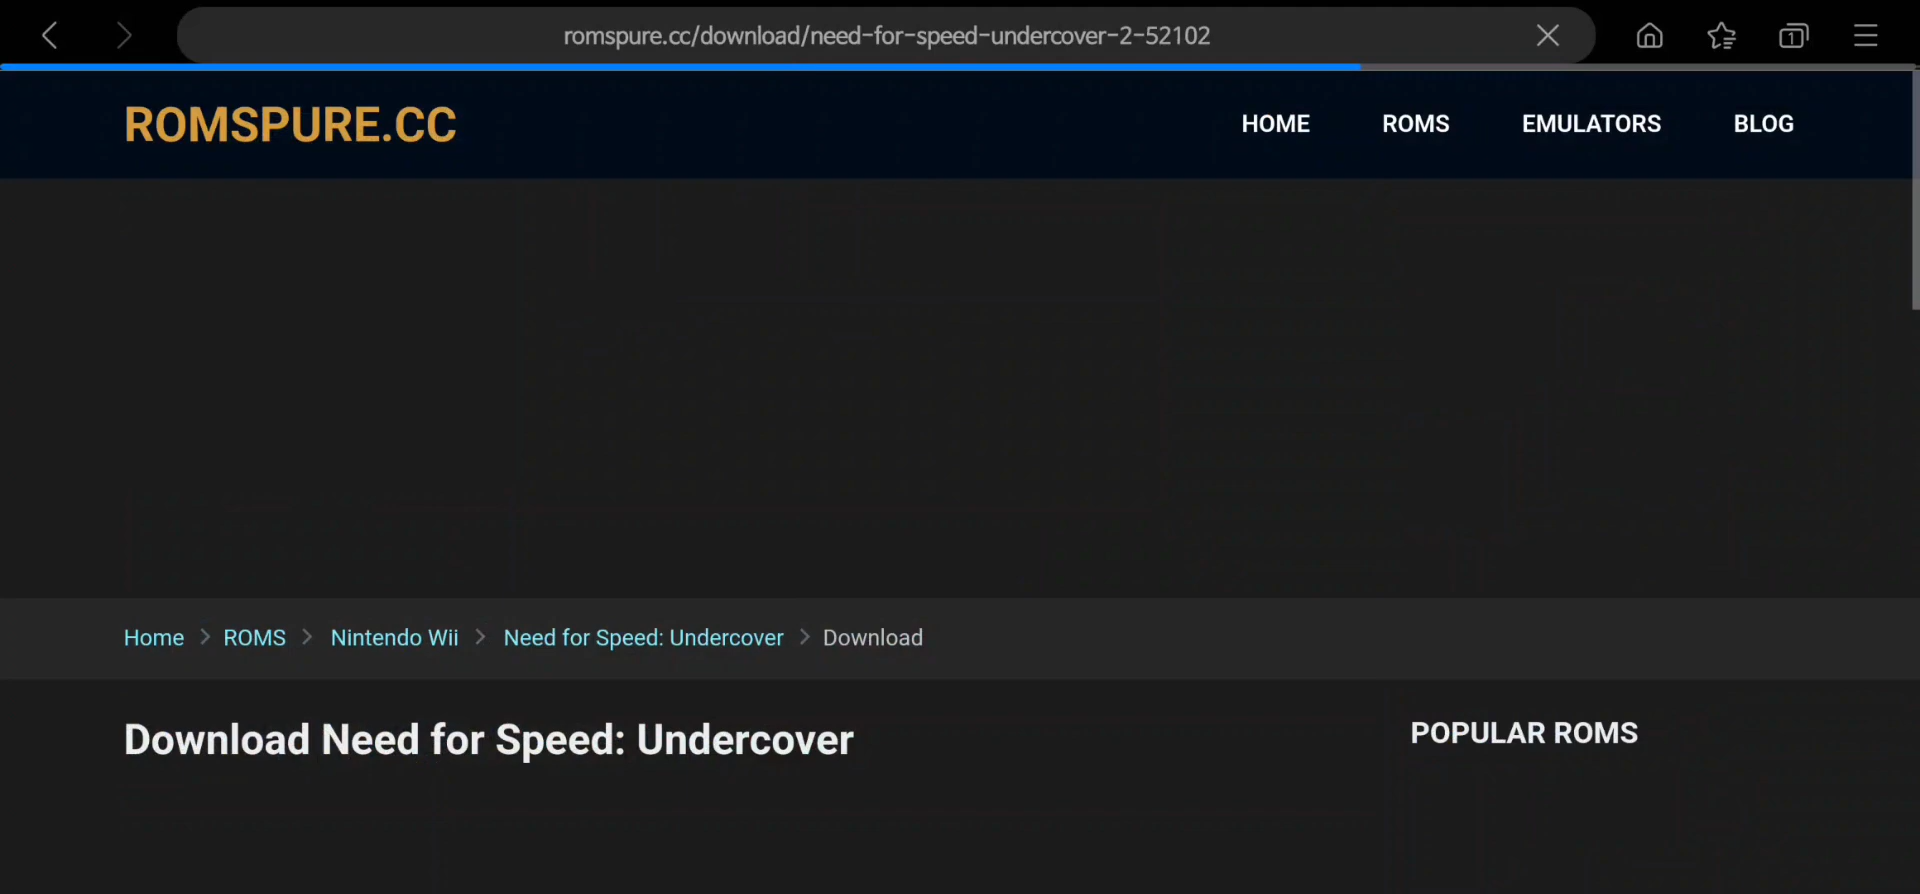 romspure.cc/download/need-for-speed-undercover-2-52102
1
ROMSPURE.CC
HOME ROMS EMULATORS BLOG
Home > ROMS > Nintendo Wii > Need for Speed: Undercover > Download
Download Need for Speed: Undercover
POPULAR ROMS